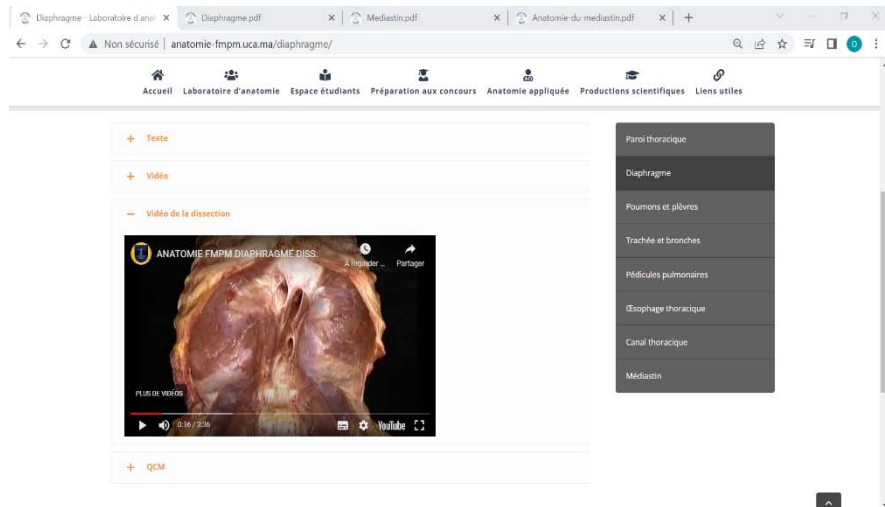 Diaphragme - Laboratoire d'anat
Diaphragme.pdf
Mediastin.pdf
Anatomie-du-mediastin.pdf
Non sécurisé | anatomie-fmpm.uca.ma/diaphragme/
Accueil
Laboratoire d'anatomie
Espace étudiants
Préparation aux concours
Anatomie appliquée
Productions scientifiques
Liens utiles
+ Texte
+ Vidéo
– Vidéo de la dissection
ANATOMIE FMPM DIAPHRAGME DISS.
À regarder ...
Partager
PLUS DE VIDÉOS
0:16 / 2:36
YouTube
+ QCM
Paroi thoracique
Diaphragme
Poumons et plèvres
Trachée et bronches
Pédicules pulmonaires
Œsophage thoracique
Canal thoracique
Médiastin